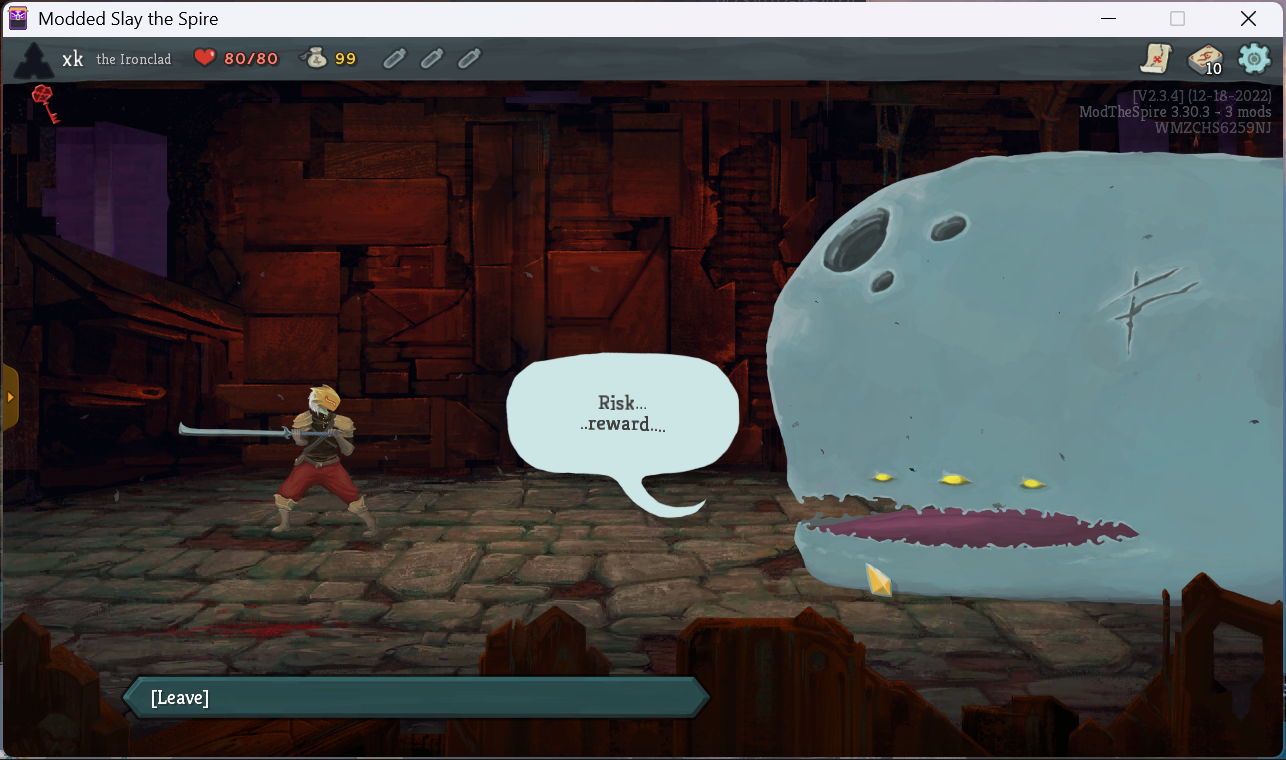 Modded Slay the Spire
xk the Ironclad 80/80 99 10
[V2.3.4] (12-18-2022)
ModTheSpire 3.30.3 - 3 mods
WMZCHS6259NJ
Risk...
..reward....
[Leave]